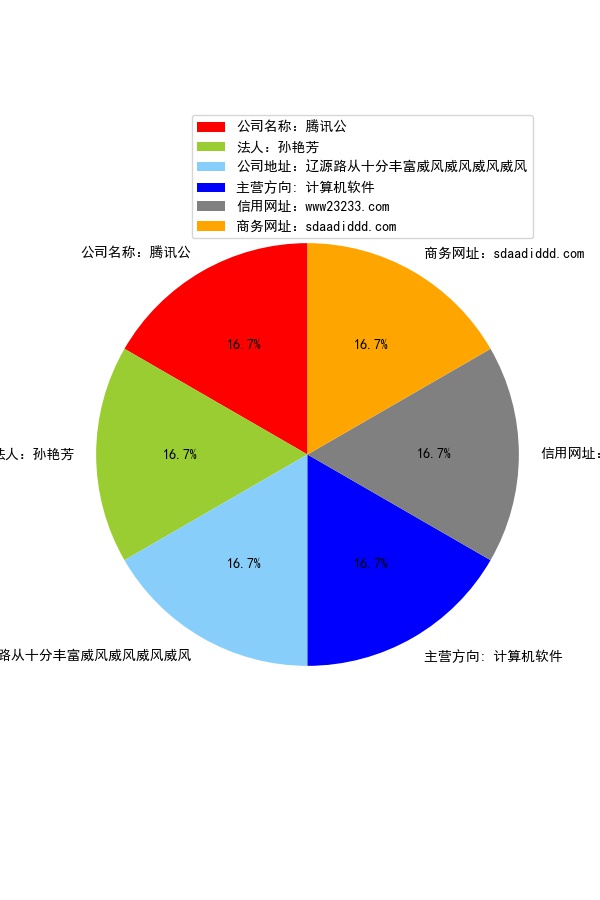 公司名称：腾讯公
法人：孙艳芳
公司地址：辽源路从十分丰富威风威风威风威风
主营方向: 计算机软件
信用网址：www23233.com
商务网址：sdaadiddd.com
公司名称：腾讯公
商务网址：sdaadiddd.com
16.7%
16.7%
法人：孙艳芳
16.7%
16.7%
信用网址：
16.7%
16.7%
路从十分丰富威风威风威风威风
主营方向: 计算机软件